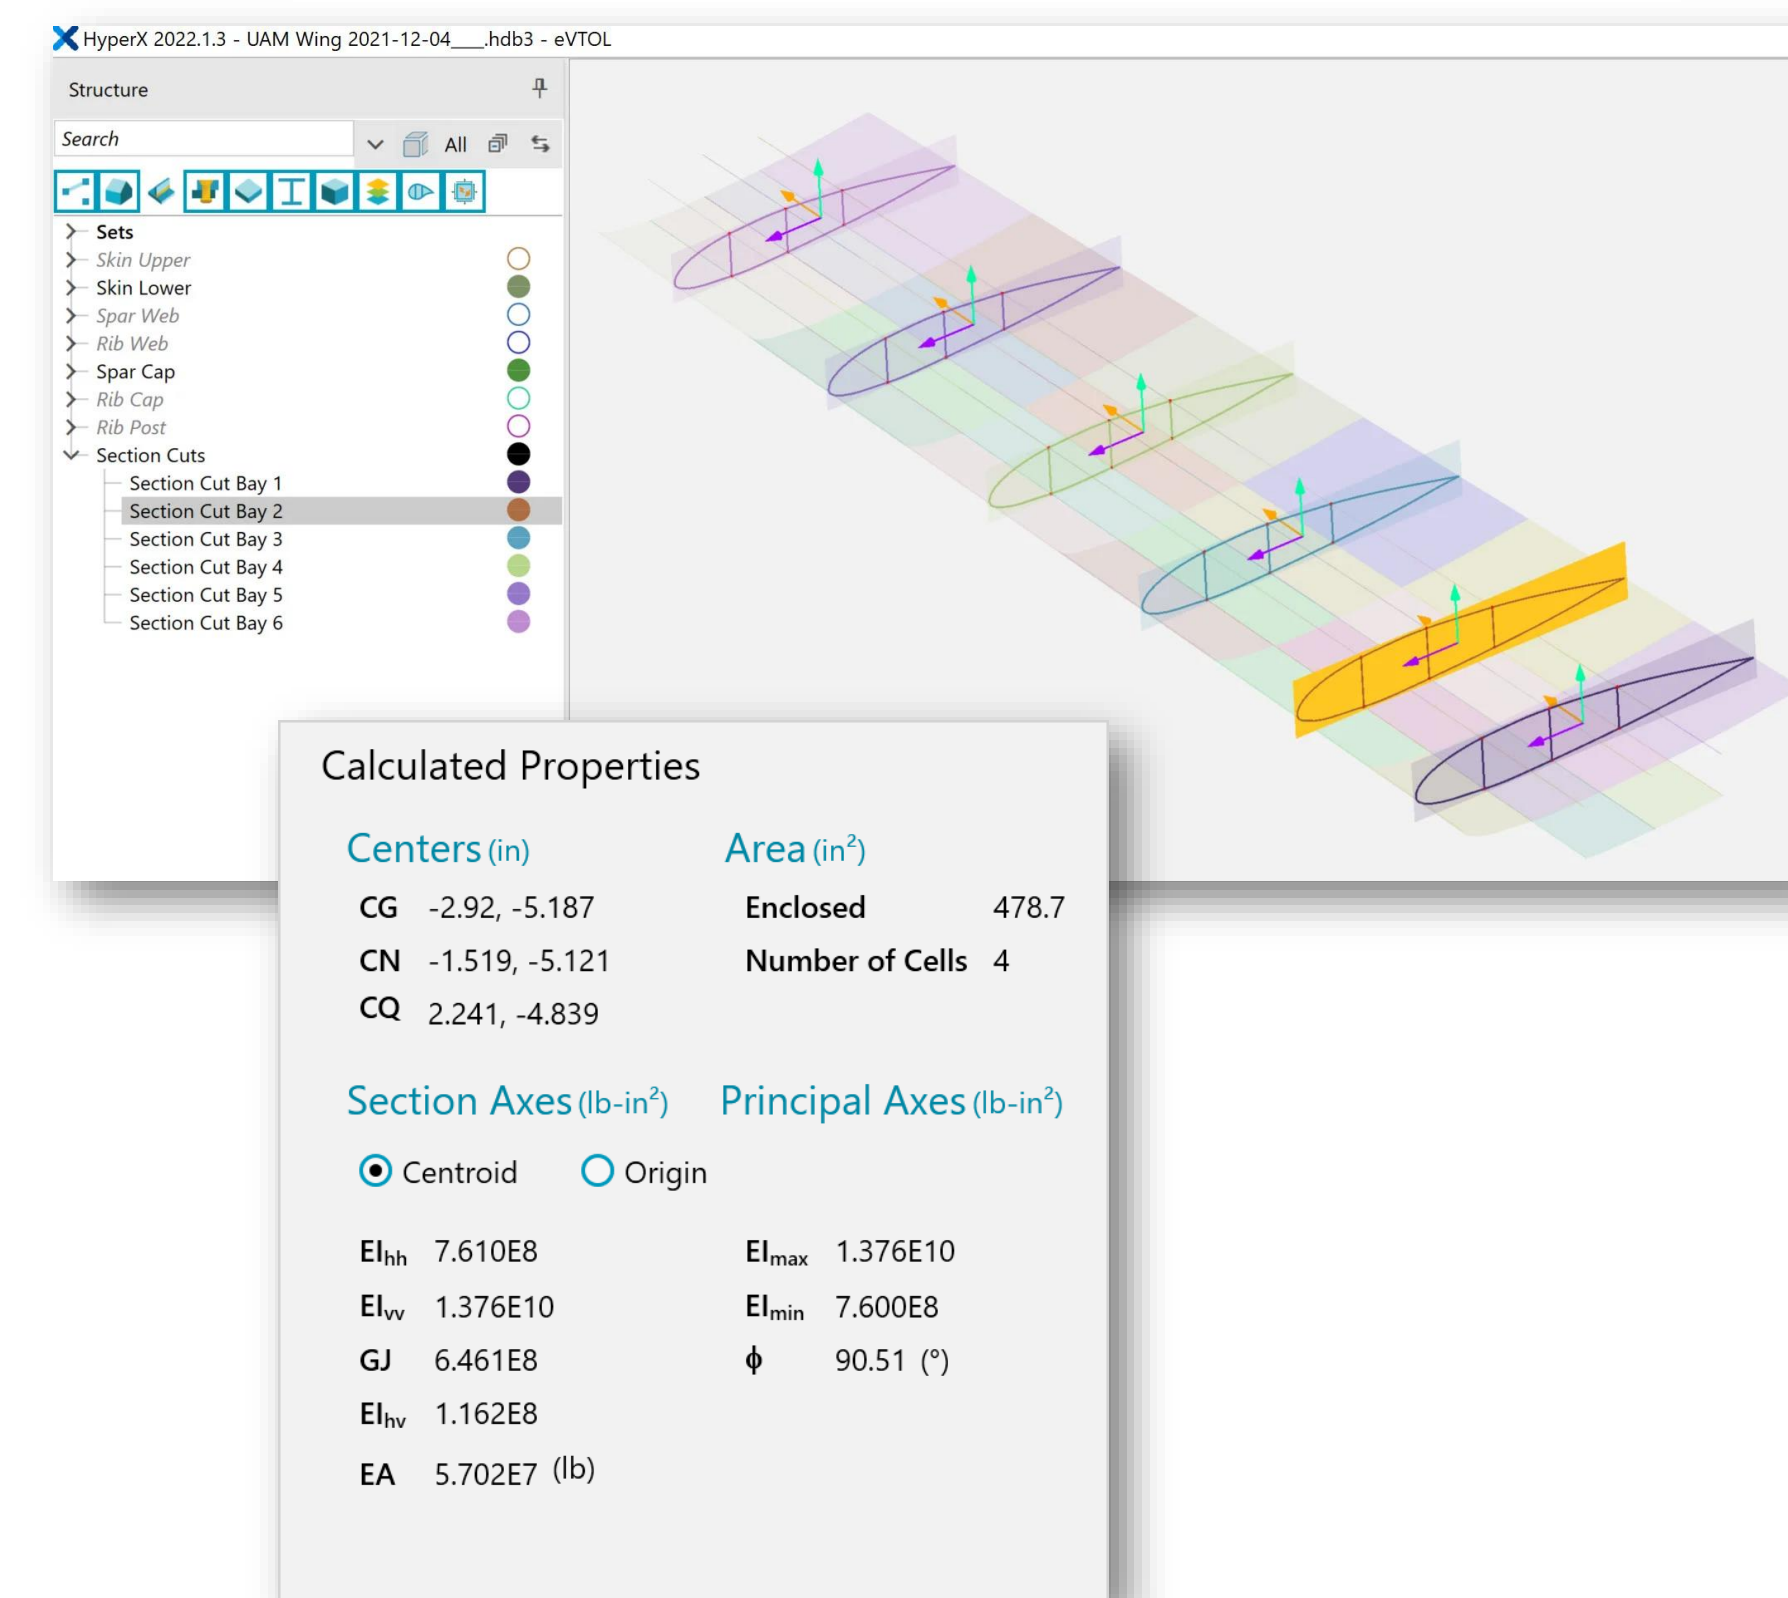 HyperX 2022.1.3 - UAM Wing 2021-12-04___.hdb3 - eVTOL
Structure
Search
All
Sets
Skin Upper
Skin Lower
Spar Web
Rib Web
Spar Cap
Rib Cap
Rib Post
Section Cuts
Section Cut Bay 1
Section Cut Bay 2
Section Cut Bay 3
Section Cut Bay 4
Section Cut Bay 5
Section Cut Bay 6
Calculated Properties
Centers (in)
CG -2.92, -5.187
CN -1.519, -5.121
CQ 2.241, -4.839
Area (in²)
Enclosed 478.7
Number of Cells 4
Section Axes (lb-in²)
Centroid Origin
EIhh 7.610E8
EIvv 1.376E10
GJ 6.461E8
EIhv 1.162E8
EA 5.702E7 (lb)
Principal Axes (lb-in²)
EImax 1.376E10
EImin 7.600E8
ϕ 90.51 (°)